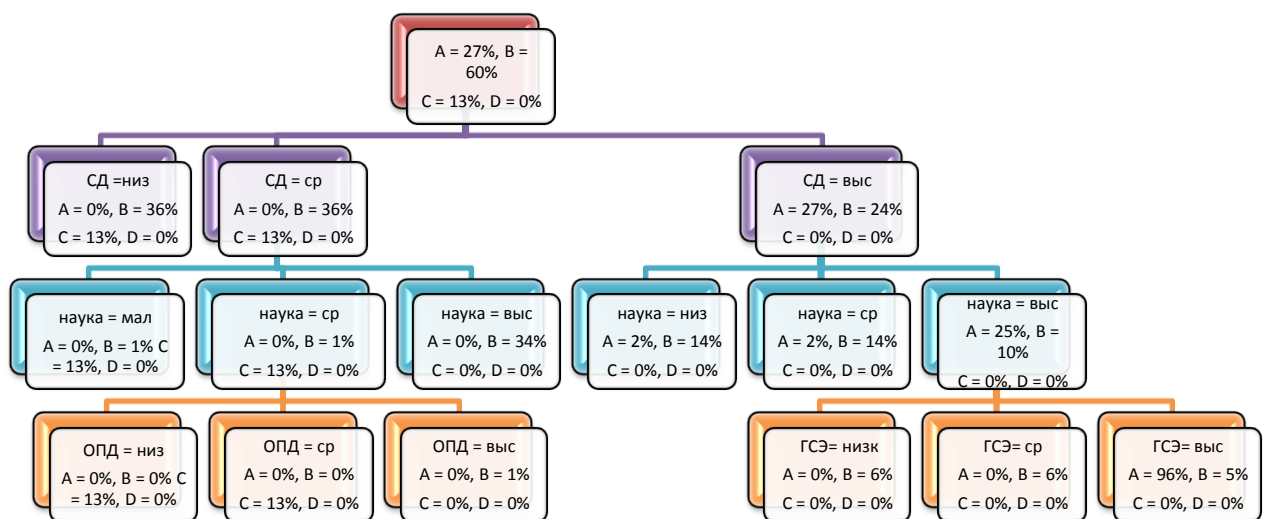 A = 27%, B =
60%
C = 13%, D = 0%
СД =низ
A = 0%, B = 36%
C = 13%, D = 0%
СД = ср
A = 0%, B = 36%
C = 13%, D = 0%
СД = выс
A = 27%, B = 24%
C = 0%, D = 0%
наука = мал
A = 0%, B = 1% C
= 13%, D = 0%
наука = ср
A = 0%, B = 1%
C = 13%, D = 0%
наука = выс
A = 0%, B = 34%
C = 0%, D = 0%
наука = низ
A = 2%, B = 14%
C = 0%, D = 0%
наука = ср
A = 2%, B = 14%
C = 0%, D = 0%
наука = выс
A = 25%, B =
10%
C = 0%, D = 0%
ОПД = низ
A = 0%, B = 0% C
= 13%, D = 0%
ОПД = ср
A = 0%, B = 0%
C = 13%, D = 0%
ОПД = выс
A = 0%, B = 1%
C = 0%, D = 0%
ГСЭ= низк
A = 0%, B = 6%
C = 0%, D = 0%
ГСЭ= ср
A = 0%, B = 6%
C = 0%, D = 0%
ГСЭ= выс
A = 96%, B = 5%
C = 0%, D = 0%